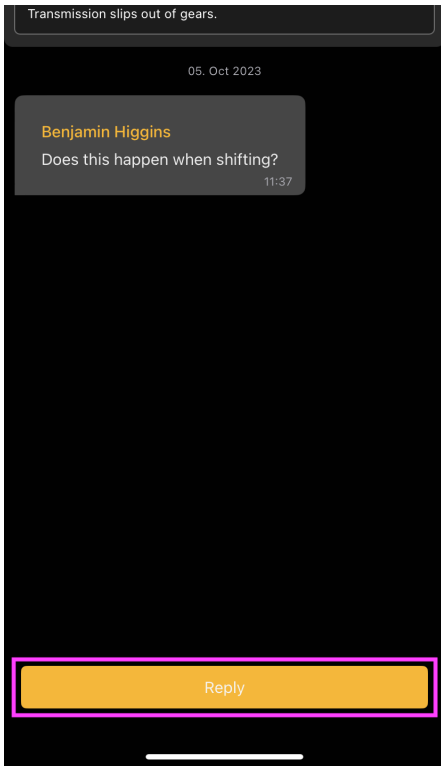 Transmission slips out of gears.
05. Oct 2023
Benjamin Higgins
Does this happen when shifting?
11:37
Reply